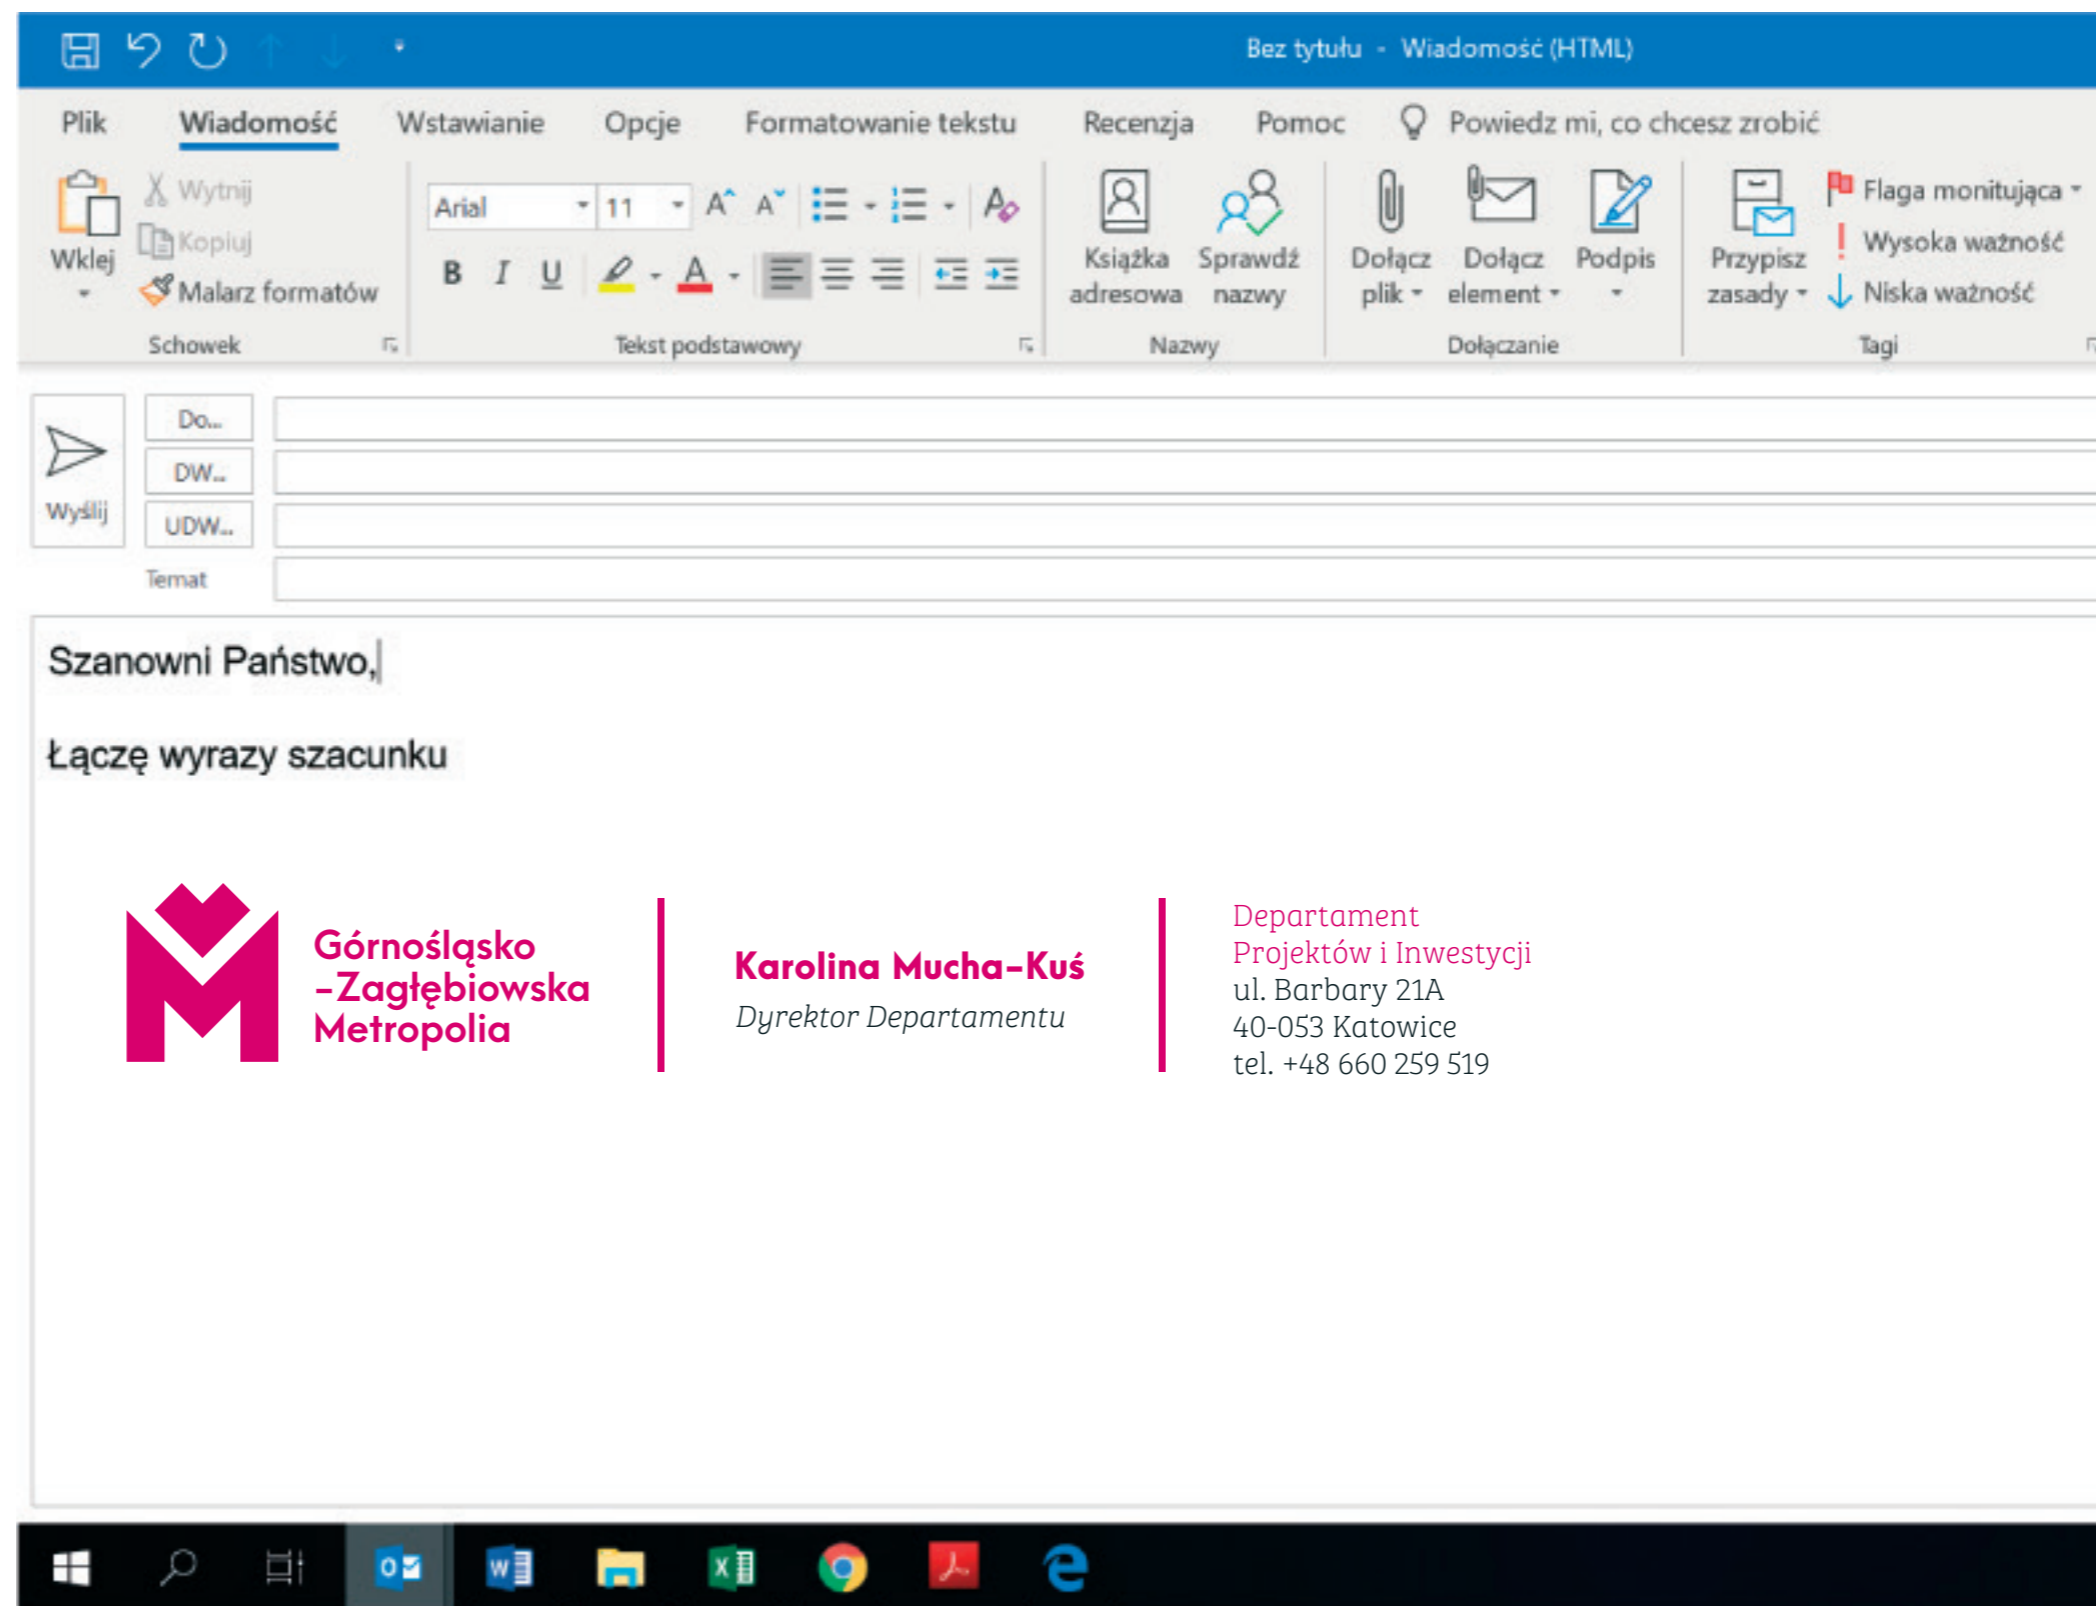 Bez tytułu - Wiadomość (HTML)
Plik Wiadomość Wstawianie Opcje Formatowanie tekstu Recenzja Pomoc Powiedz mi, co chcesz zrobić
Wklej
Wytnij
Kopiuj
Malarz formatów
Schowek
Arial 11
B I U A
Tekst podstawowy
Książka adresowa
Sprawdź nazwy
Nazwy
Dołącz plik
Dołącz element
Podpis
Dołączanie
Przypisz zasady
Flaga monitująca
Wysoka ważność
Niska ważność
Tagi
Wyślij
Do...
DW...
UDW...
Temat
Szanowni Państwo,
Łączę wyrazy szacunku
Górnośląsko
-Zagłębiowska
Metropolia
Karolina Mucha-Kuś
Dyrektor Departamentu
Departament
Projektów i Inwestycji
ul. Barbary 21A
40-053 Katowice
tel. +48 660 259 519